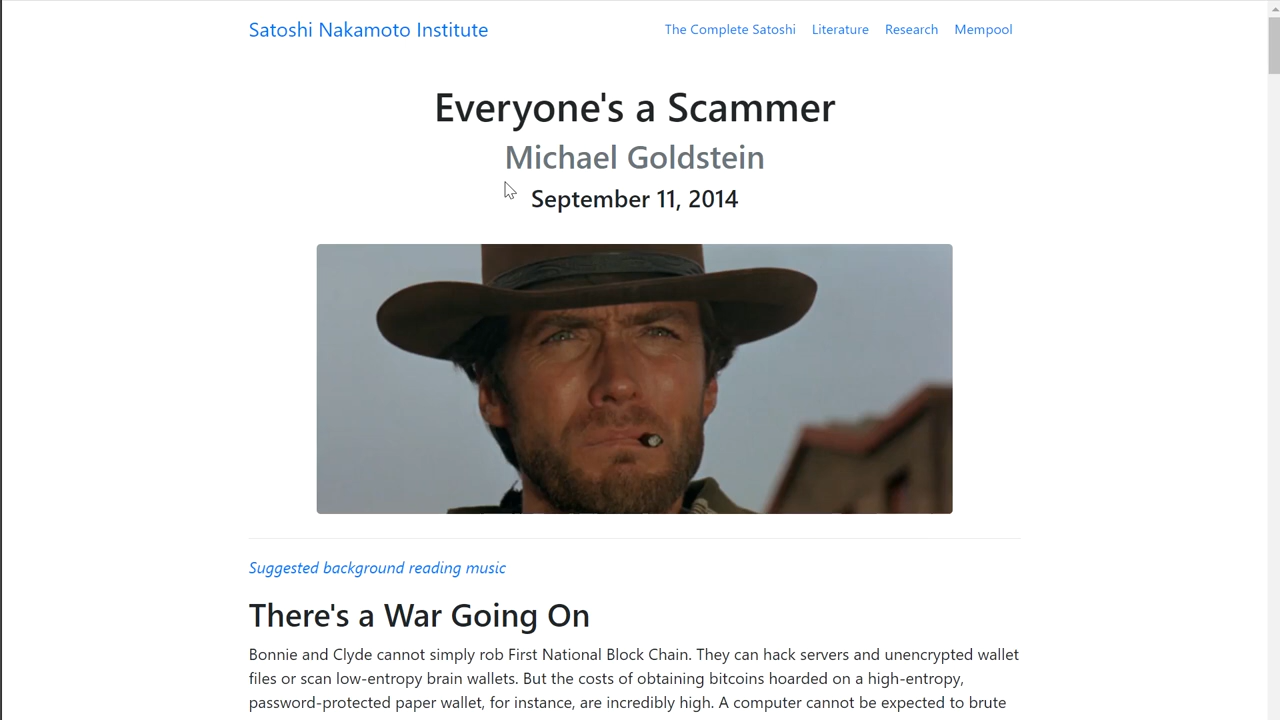 Satoshi Nakamoto Institute
The Complete Satoshi Literature Research Mempool
Everyone's a Scammer
Michael Goldstein
September 11, 2014
Suggested background reading music
There's a War Going On
Bonnie and Clyde cannot simply rob First National Block Chain. They can hack servers and unencrypted wallet
files or scan low-entropy brain wallets. But the costs of obtaining bitcoins hoarded on a high-entropy,
password-protected paper wallet, for instance, are incredibly high. A computer cannot be expected to brute